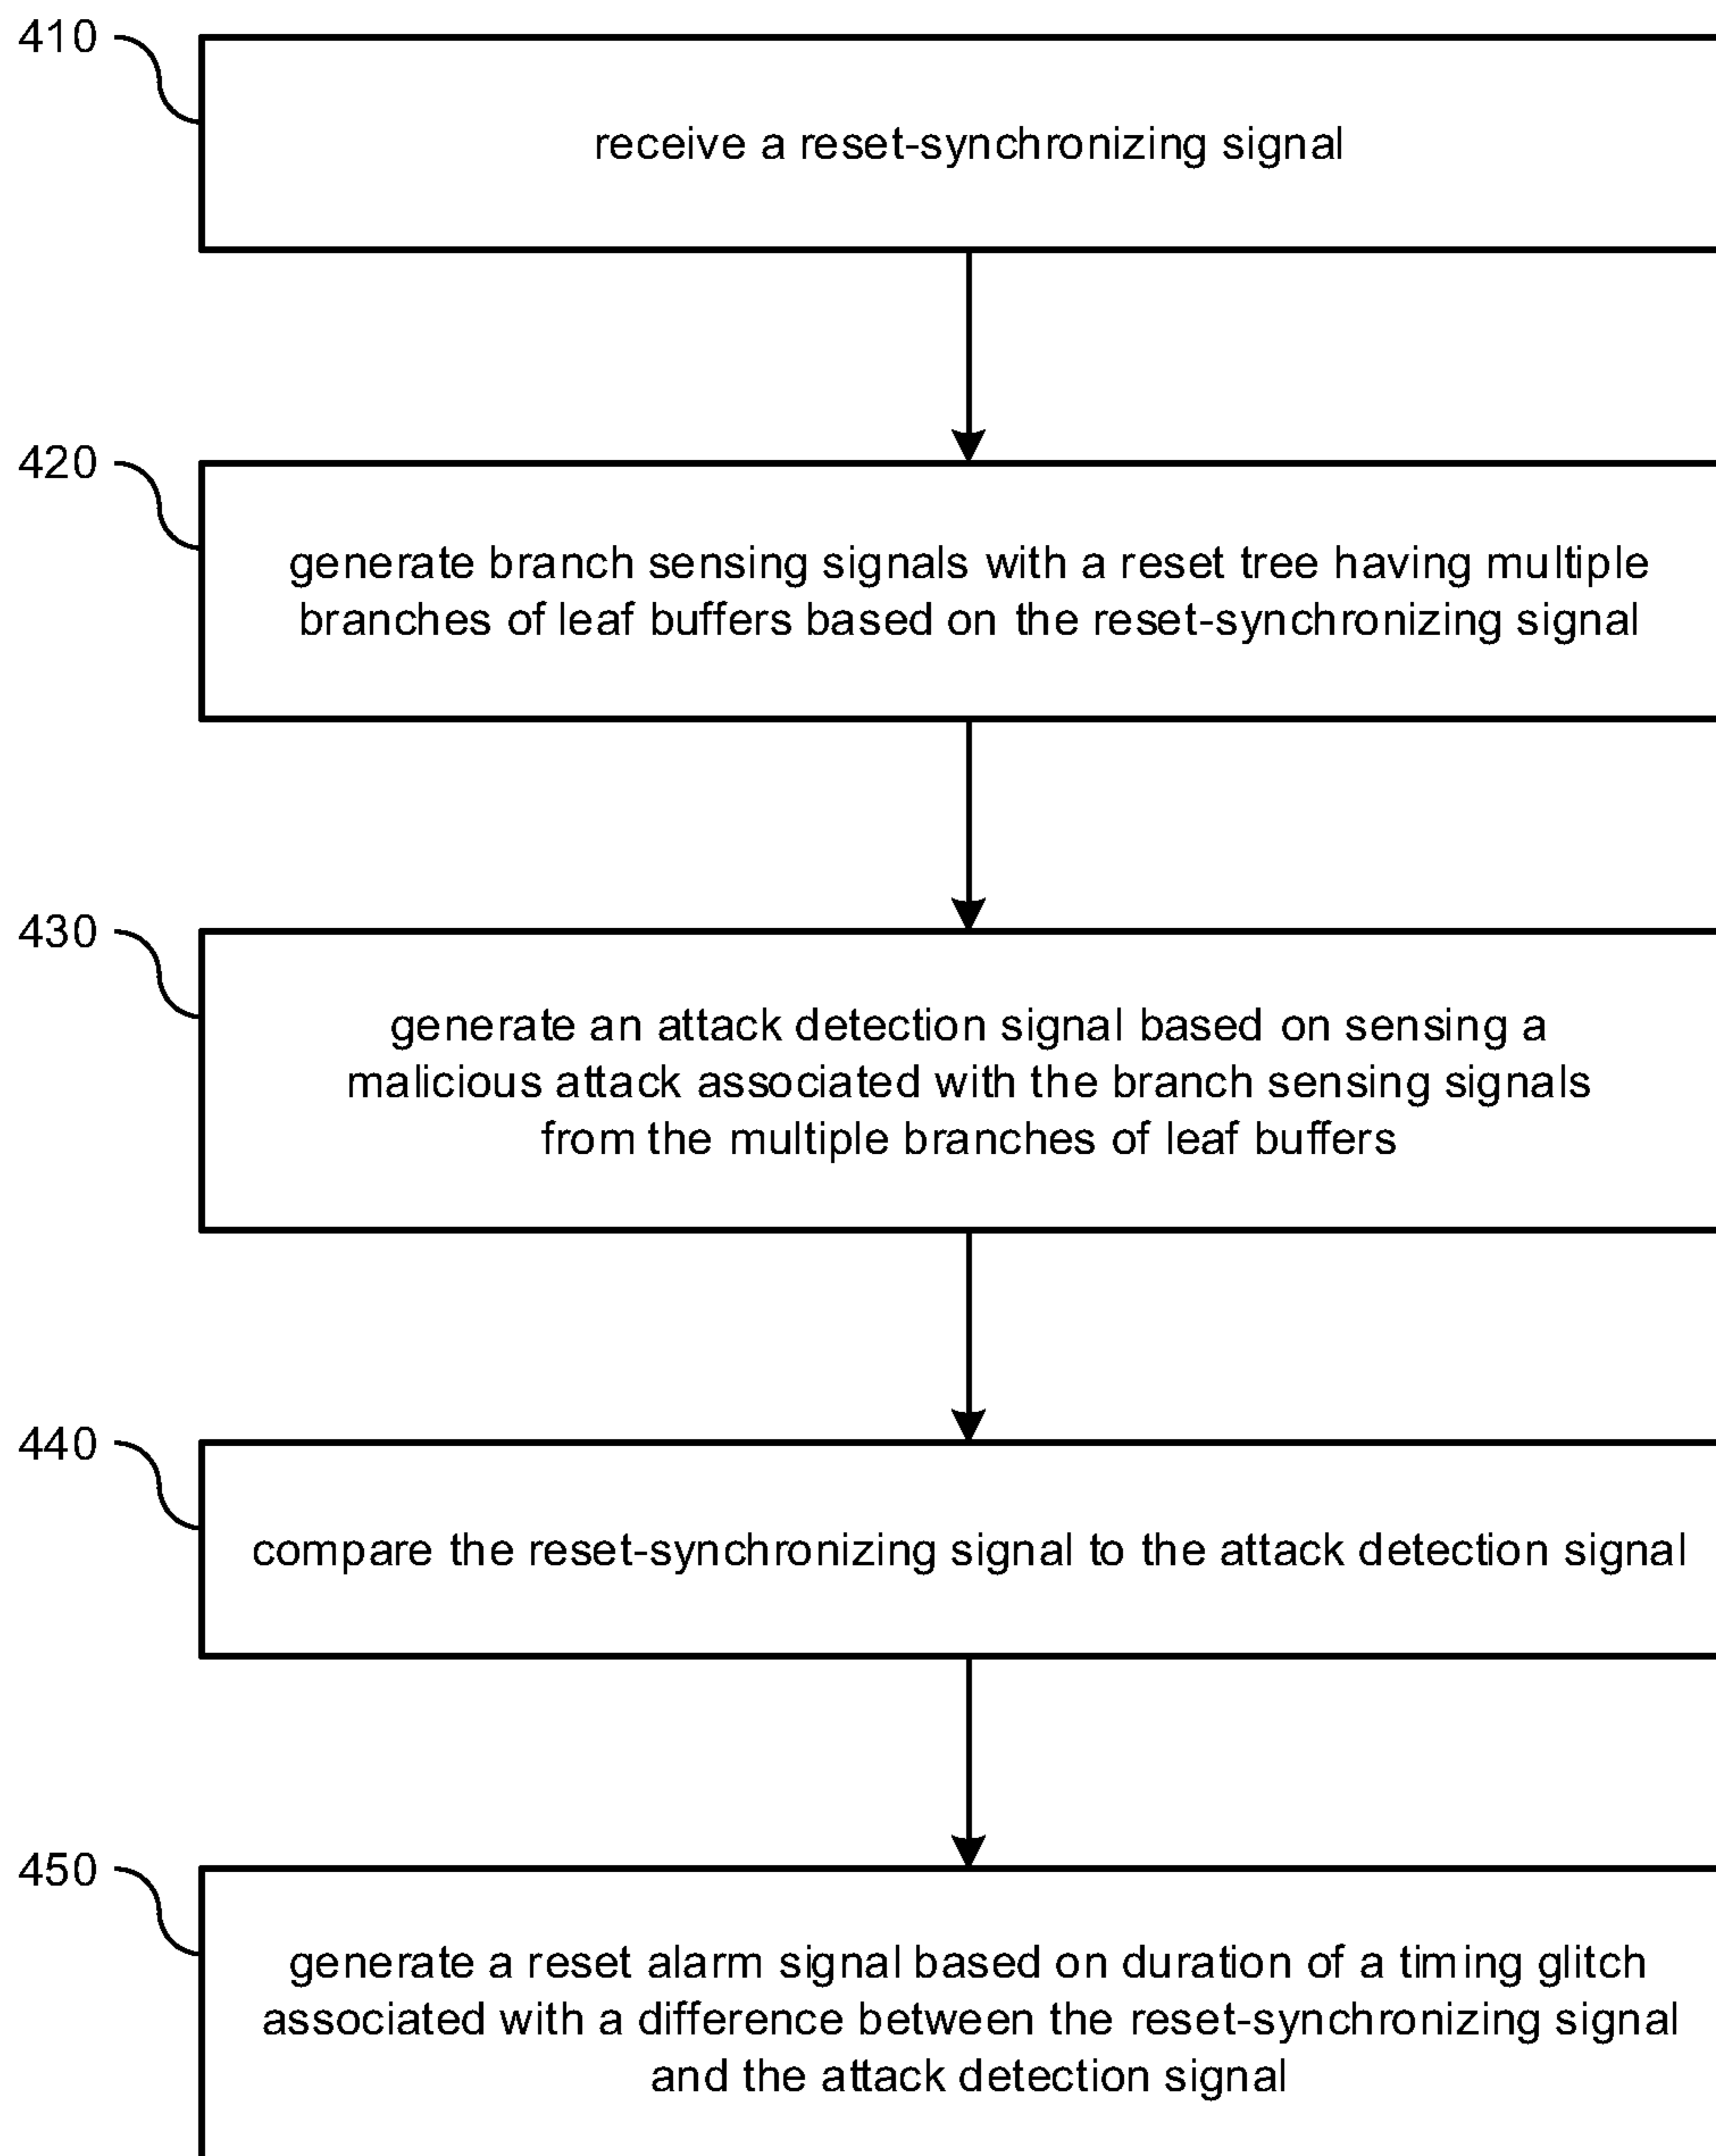 410
receive a reset-synchronizing signal
420
generate branch sensing signals with a reset tree having multiple
branches of leaf buffers based on the reset-synchronizing signal
430
generate an attack detection signal based on sensing a
malicious attack associated with the branch sensing signals
from the multiple branches of leaf buffers
440
compare the reset-synchronizing signal to the attack detection signal
450
generate a reset alarm signal based on duration of a timing glitch
associated with a difference between the reset-synchronizing signal
and the attack detection signal